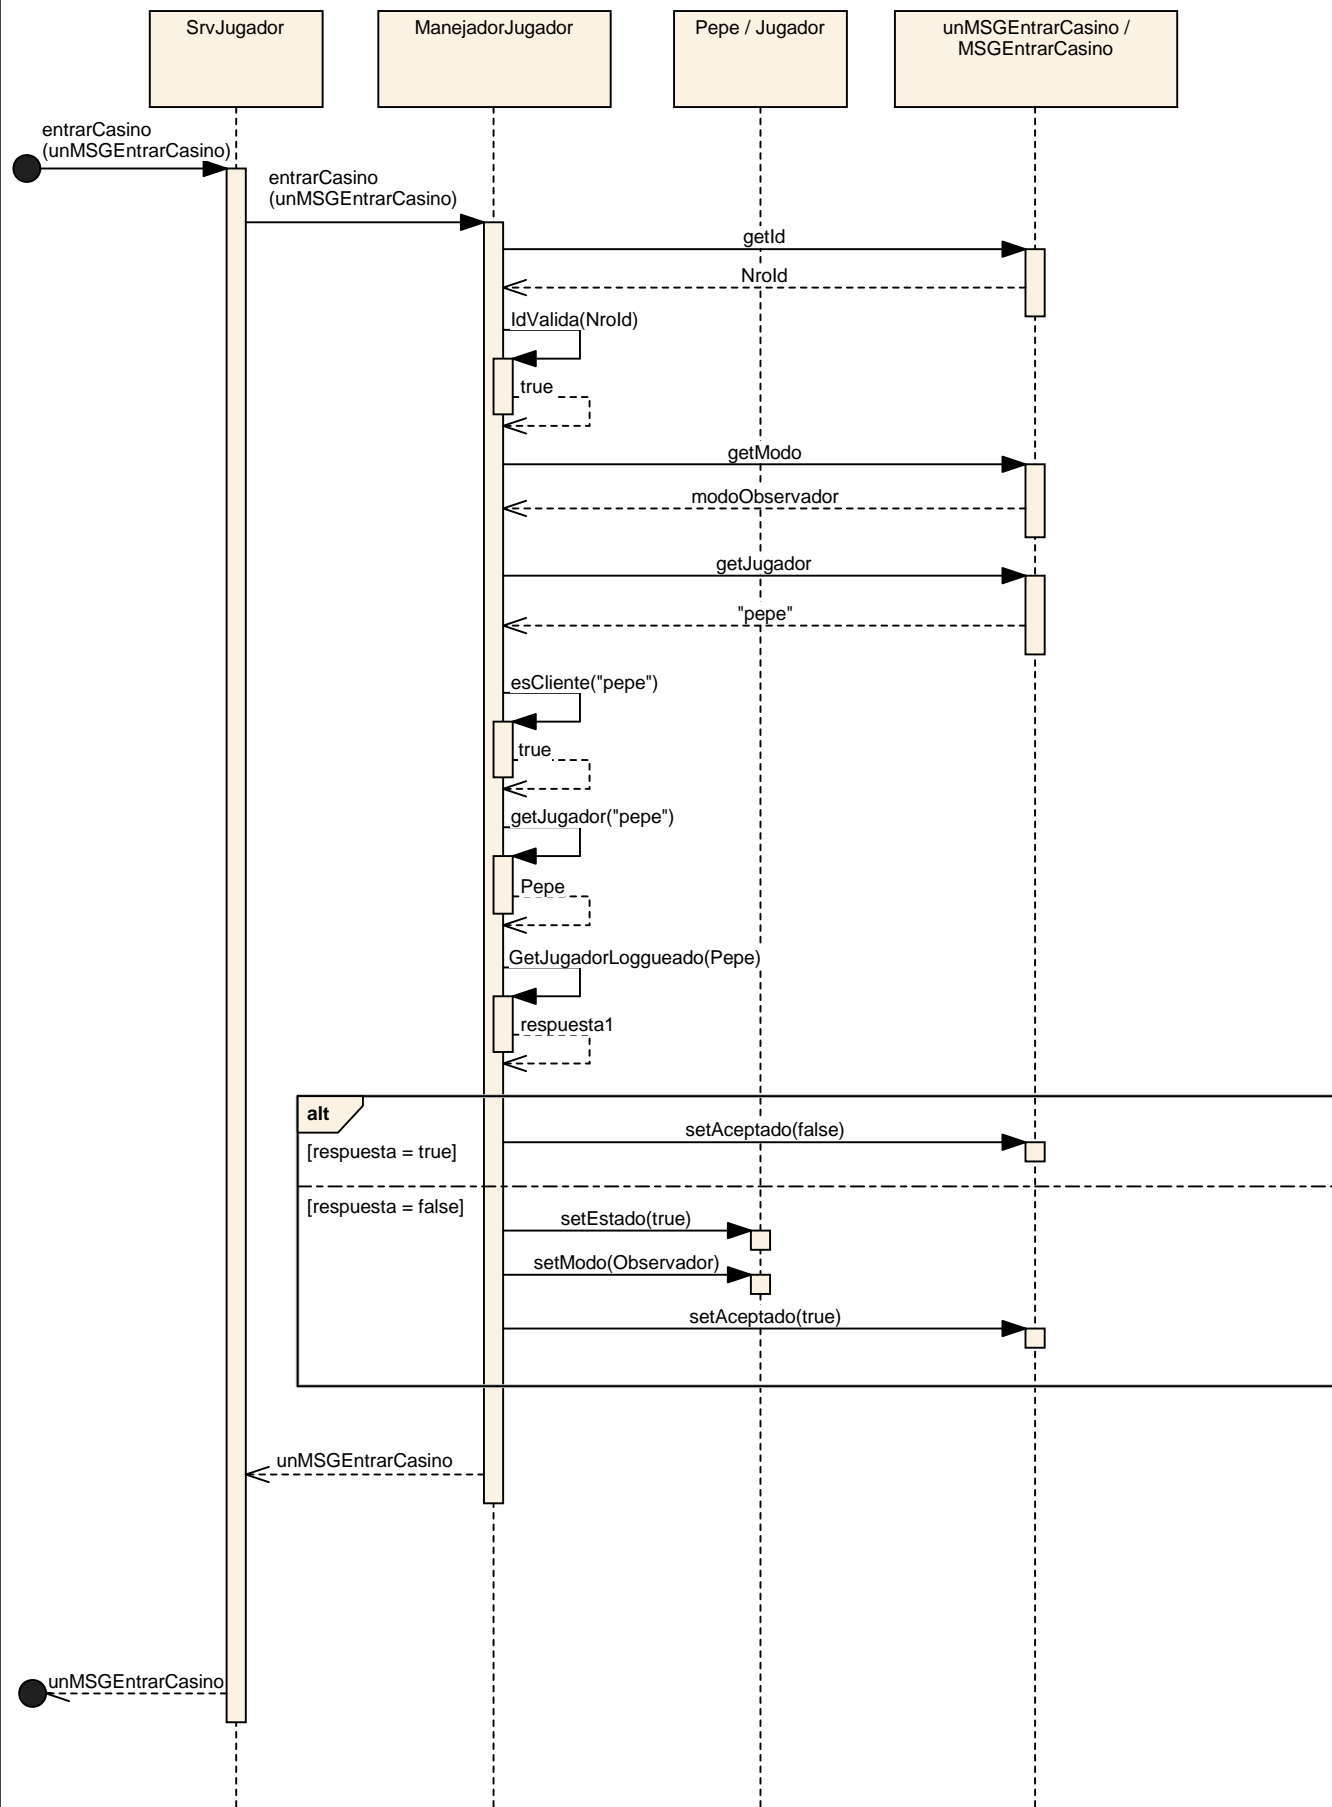 SrvJugador
ManejadorJugador
Pepe / Jugador
unMSGEntrarCasino /
MSGEntrarCasino
entrarCasino
(unMSGEntrarCasino)
entrarCasino
(unMSGEntrarCasino)
getId
NroId
IdValida(NroId)
true
getModo
modoObservador
getJugador
"pepe"
esCliente("pepe")
true
getJugador("pepe")
Pepe
GetJugadorLoggueado(Pepe)
respuesta1
alt
setAceptado(false)
[respuesta = true]
[respuesta = false]
setEstado(true)
setModo(Observador)
setAceptado(true)
unMSGEntrarCasino
unMSGEntrarCasino